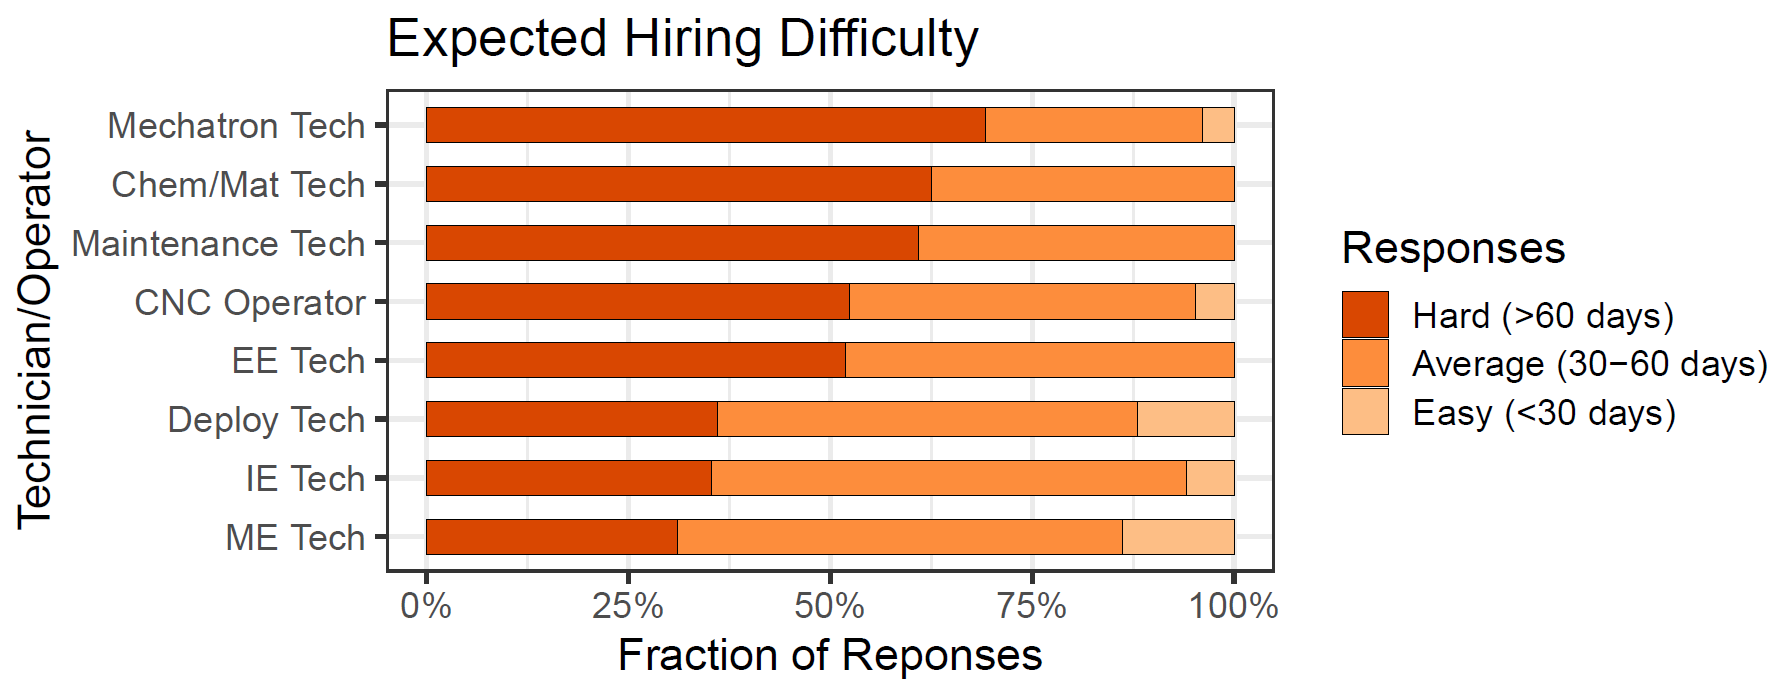 Expected Hiring Difficulty
Technician/Operator
Mechatron Tech
Chem/Mat Tech
Maintenance Tech
CNC Operator
EE Tech
Deploy Tech
IE Tech
ME Tech
0% 25% 50% 75% 100%
Fraction of Reponses
Responses
Hard (>60 days)
Average (30−60 days)
Easy (<30 days)